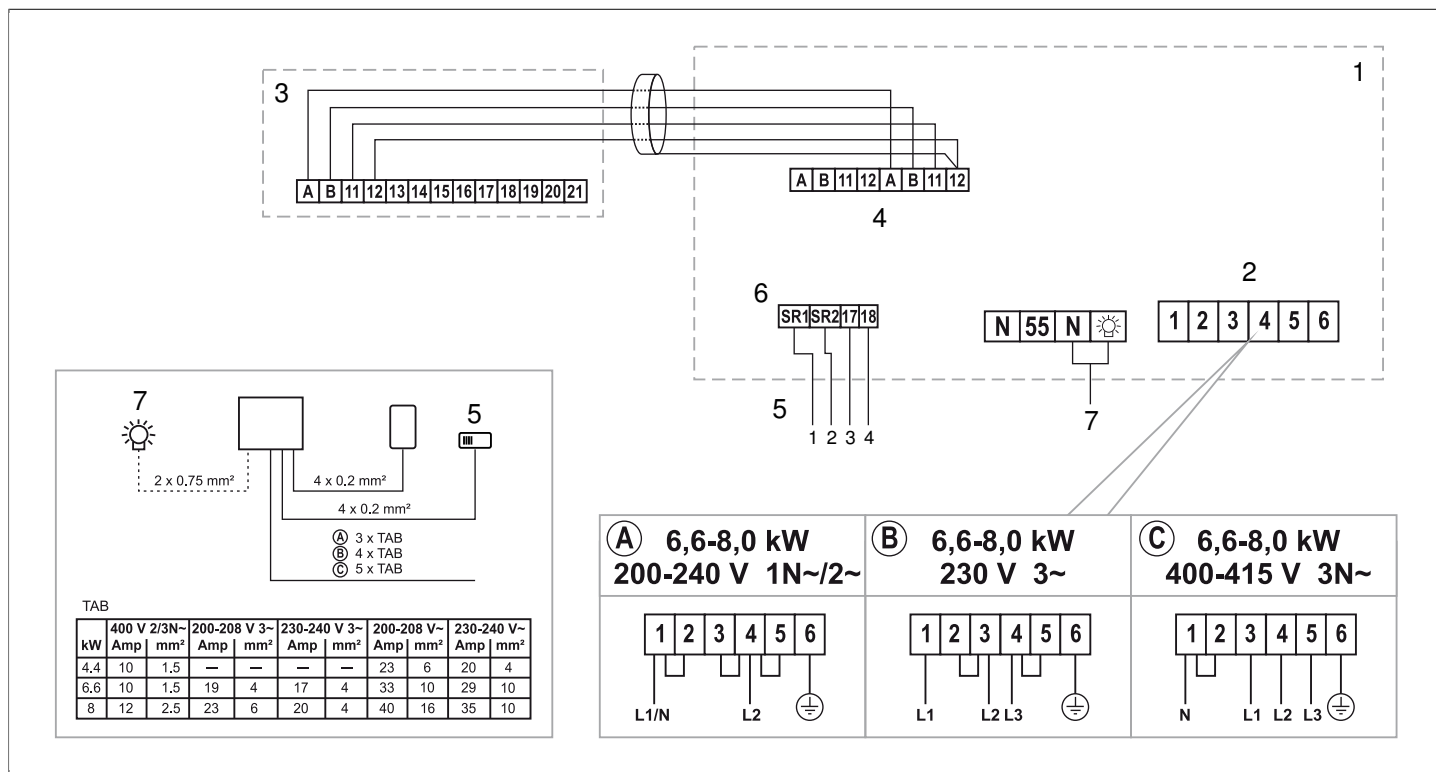 1
3
A B 11 12 13 14 15 16 17 18 19 20 21
A B 11 12 A B 11 12
4
2
6
SR1 SR2 17 18
N 55 N
1 2 3 4 5 6
5
1 2 3 4
7
7
5
2 x 0.75 mm²
4 x 0.2 mm²
4 x 0.2 mm²
A 3 x TAB
B 4 x TAB
C 5 x TAB
TAB
kW 400 V 2/3N~ 200-208 V 3~ 230-240 V 3~ 200-208 V~ 230-240 V~
Amp mm² Amp mm² Amp mm² Amp mm² Amp mm²
4.4 10 1.5 — — — — 23 6 20 4
6.6 10 1.5 19 4 17 4 33 10 29 10
8 12 2.5 23 6 20 4 40 16 35 10
A 6,6-8,0 kW
200-240 V 1N~/2~
1 2 3 4 5 6
L1/N L2
B 6,6-8,0 kW
230 V 3~
1 2 3 4 5 6
L1 L2 L3
C 6,6-8,0 kW
400-415 V 3N~
1 2 3 4 5 6
N L1 L2 L3